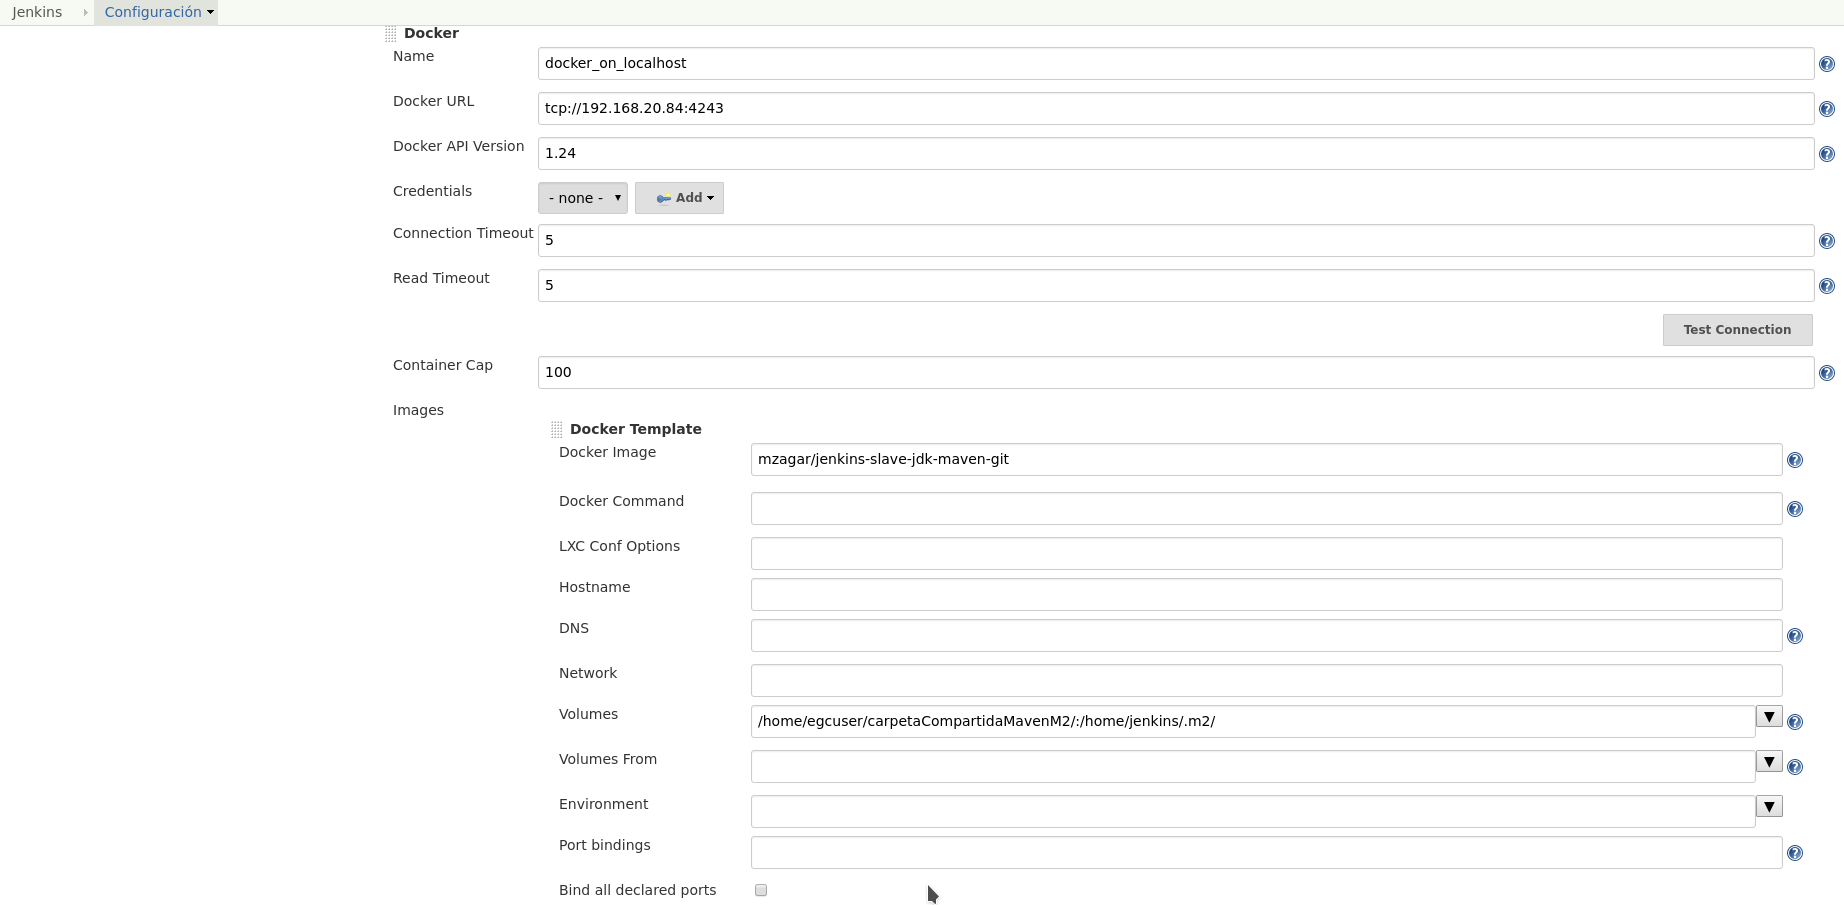 Jenkins Configuración
Docker
Name docker_on_localhost
Docker URL tcp://192.168.20.84:4243
Docker API Version 1.24
Credentials - none - Add
Connection Timeout 5
Read Timeout 5
Test Connection
Container Cap 100
Images
Docker Template
Docker Image mzagar/jenkins-slave-jdk-maven-git
Docker Command
LXC Conf Options
Hostname
DNS
Network
Volumes /home/egcuser/carpetaCompartidaMavenM2/:/home/jenkins/.m2/
Volumes From
Environment
Port bindings
Bind all declared ports